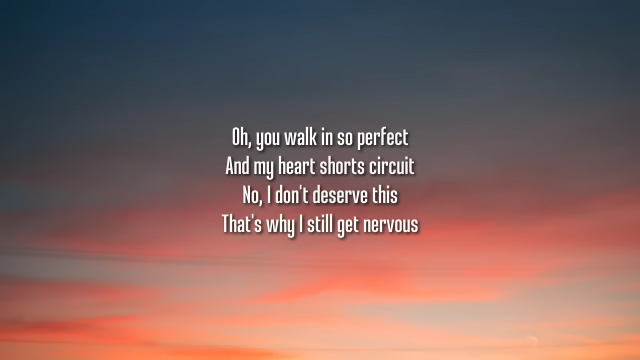 Oh, you walk in so perfect
And my heart shorts circuit
No, I don't deserve this
That's why I still get nervous